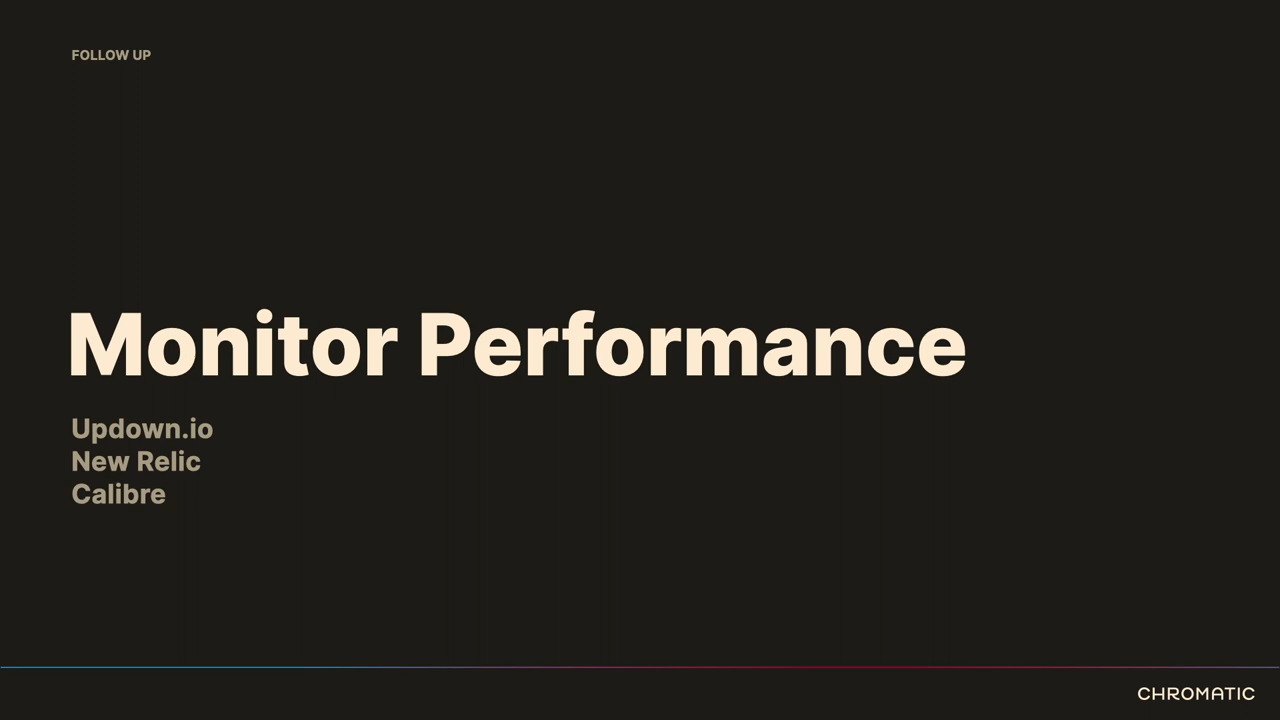 FOLLOW UP
Monitor Performance
Updown.io
New Relic
Calibre
CHROMATIC